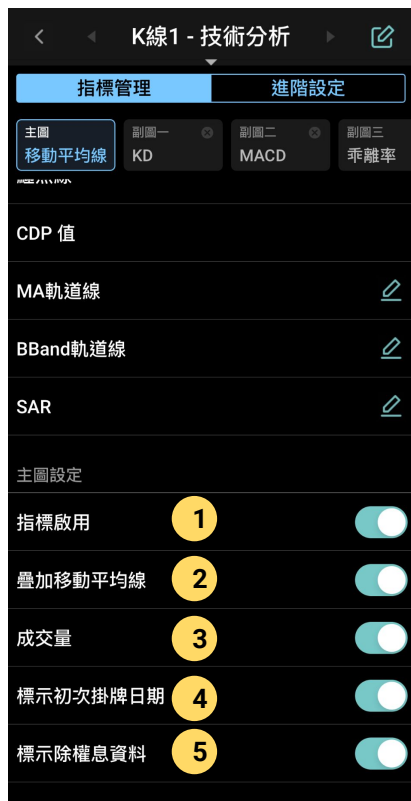 K線1 - 技術分析
指標管理 進階設定
主圖 副圖一 副圖二 副圖三
移動平均線 KD MACD 乖離率
CDP 值
MA軌道線
BBand軌道線
SAR
主圖設定
指標啟用 1
疊加移動平均線 2
成交量 3
標示初次掛牌日期 4
標示除權息資料 5